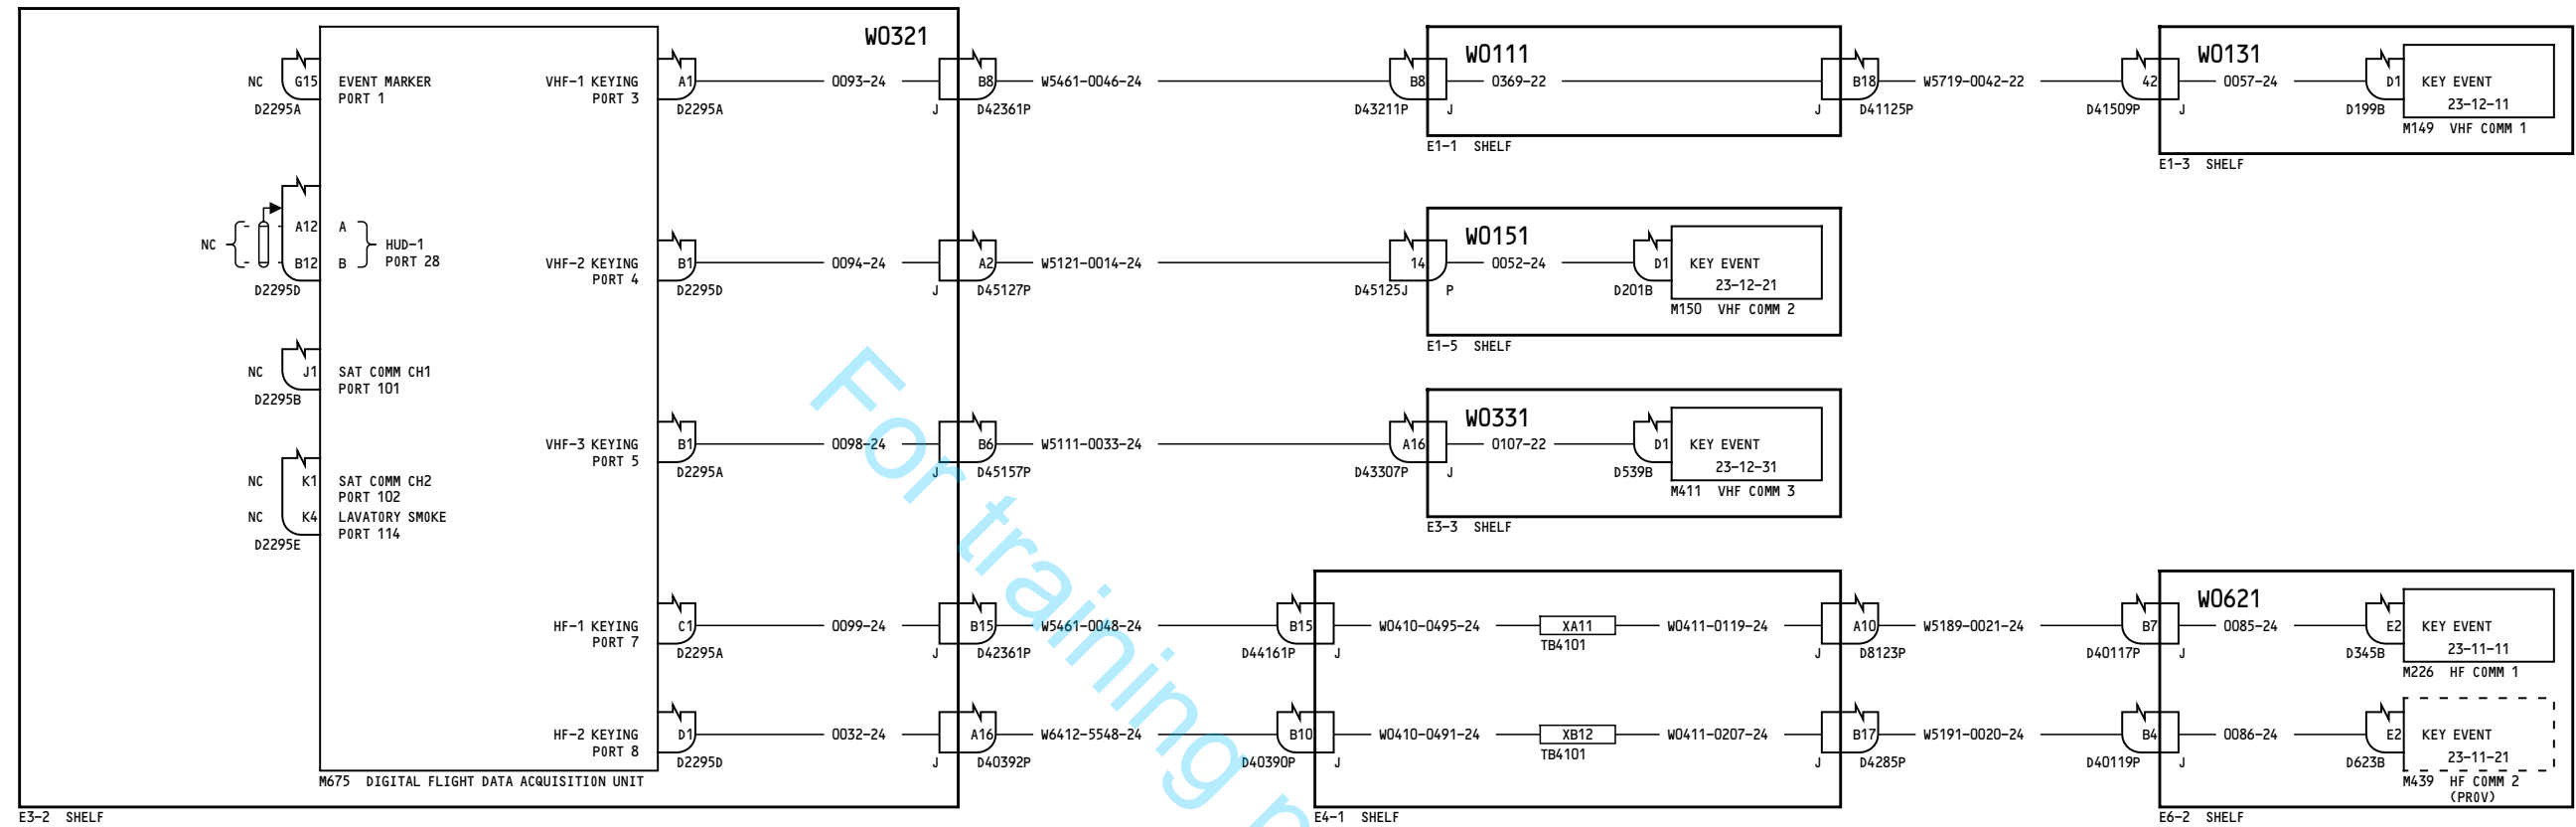 W0321
NC G15 EVENT MARKER
PORT 1
D2295A
VHF-1 KEYING A1 0093-24 B8 W5461-0046-24 B8 0369-22 B18 W5719-0042-22 42 0057-24 D1 KEY EVENT
PORT 3
D2295A J D42361P D43211P J J D41125P D41509P J D199B 23-12-11
W0111
W0131
M149 VHF COMM 1
E1-1 SHELF
E1-3 SHELF
NC A12 A
B12 B
HUD-1
PORT 28
D2295D
VHF-2 KEYING B1 0094-24 A2 W5121-0014-24 14 0052-24 D1 KEY EVENT
PORT 4
D2295D J D45127P D45125J P D201B 23-12-21
W0151
M150 VHF COMM 2
E1-5 SHELF
NC J1 SAT COMM CH1
PORT 101
D2295B
VHF-3 KEYING B1 0098-24 B6 W5111-0033-24 A16 0107-22 D1 KEY EVENT
PORT 5
D2295A J D45157P D43307P J D539B 23-12-31
W0331
M411 VHF COMM 3
E3-3 SHELF
NC K1 SAT COMM CH2
PORT 102
NC K4 LAVATORY SMOKE
PORT 114
D2295E
W0621
HF-1 KEYING C1 0099-24 B15 W5461-0048-24 B15 W0410-0495-24 XA11 W0411-0119-24 A10 W5189-0021-24 B7 0085-24 E2 KEY EVENT
PORT 7
D2295A J D42361P D44161P J TB4101 J D8123P D40117P J D345B 23-11-11
M226 HF COMM 1
HF-2 KEYING D1 0032-24 A16 W6412-5548-24 B10 W0410-0491-24 XB12 W0411-0207-24 B17 W5191-0020-24 B4 0086-24 E2 KEY EVENT
PORT 8
D2295D J D40392P D40390P J TB4101 J D4285P D40119P J D623B 23-11-21
M675 DIGITAL FLIGHT DATA ACQUISITION UNIT
M439 HF COMM 2
(PROV)
E3-2 SHELF
E4-1 SHELF
E6-2 SHELF
For training